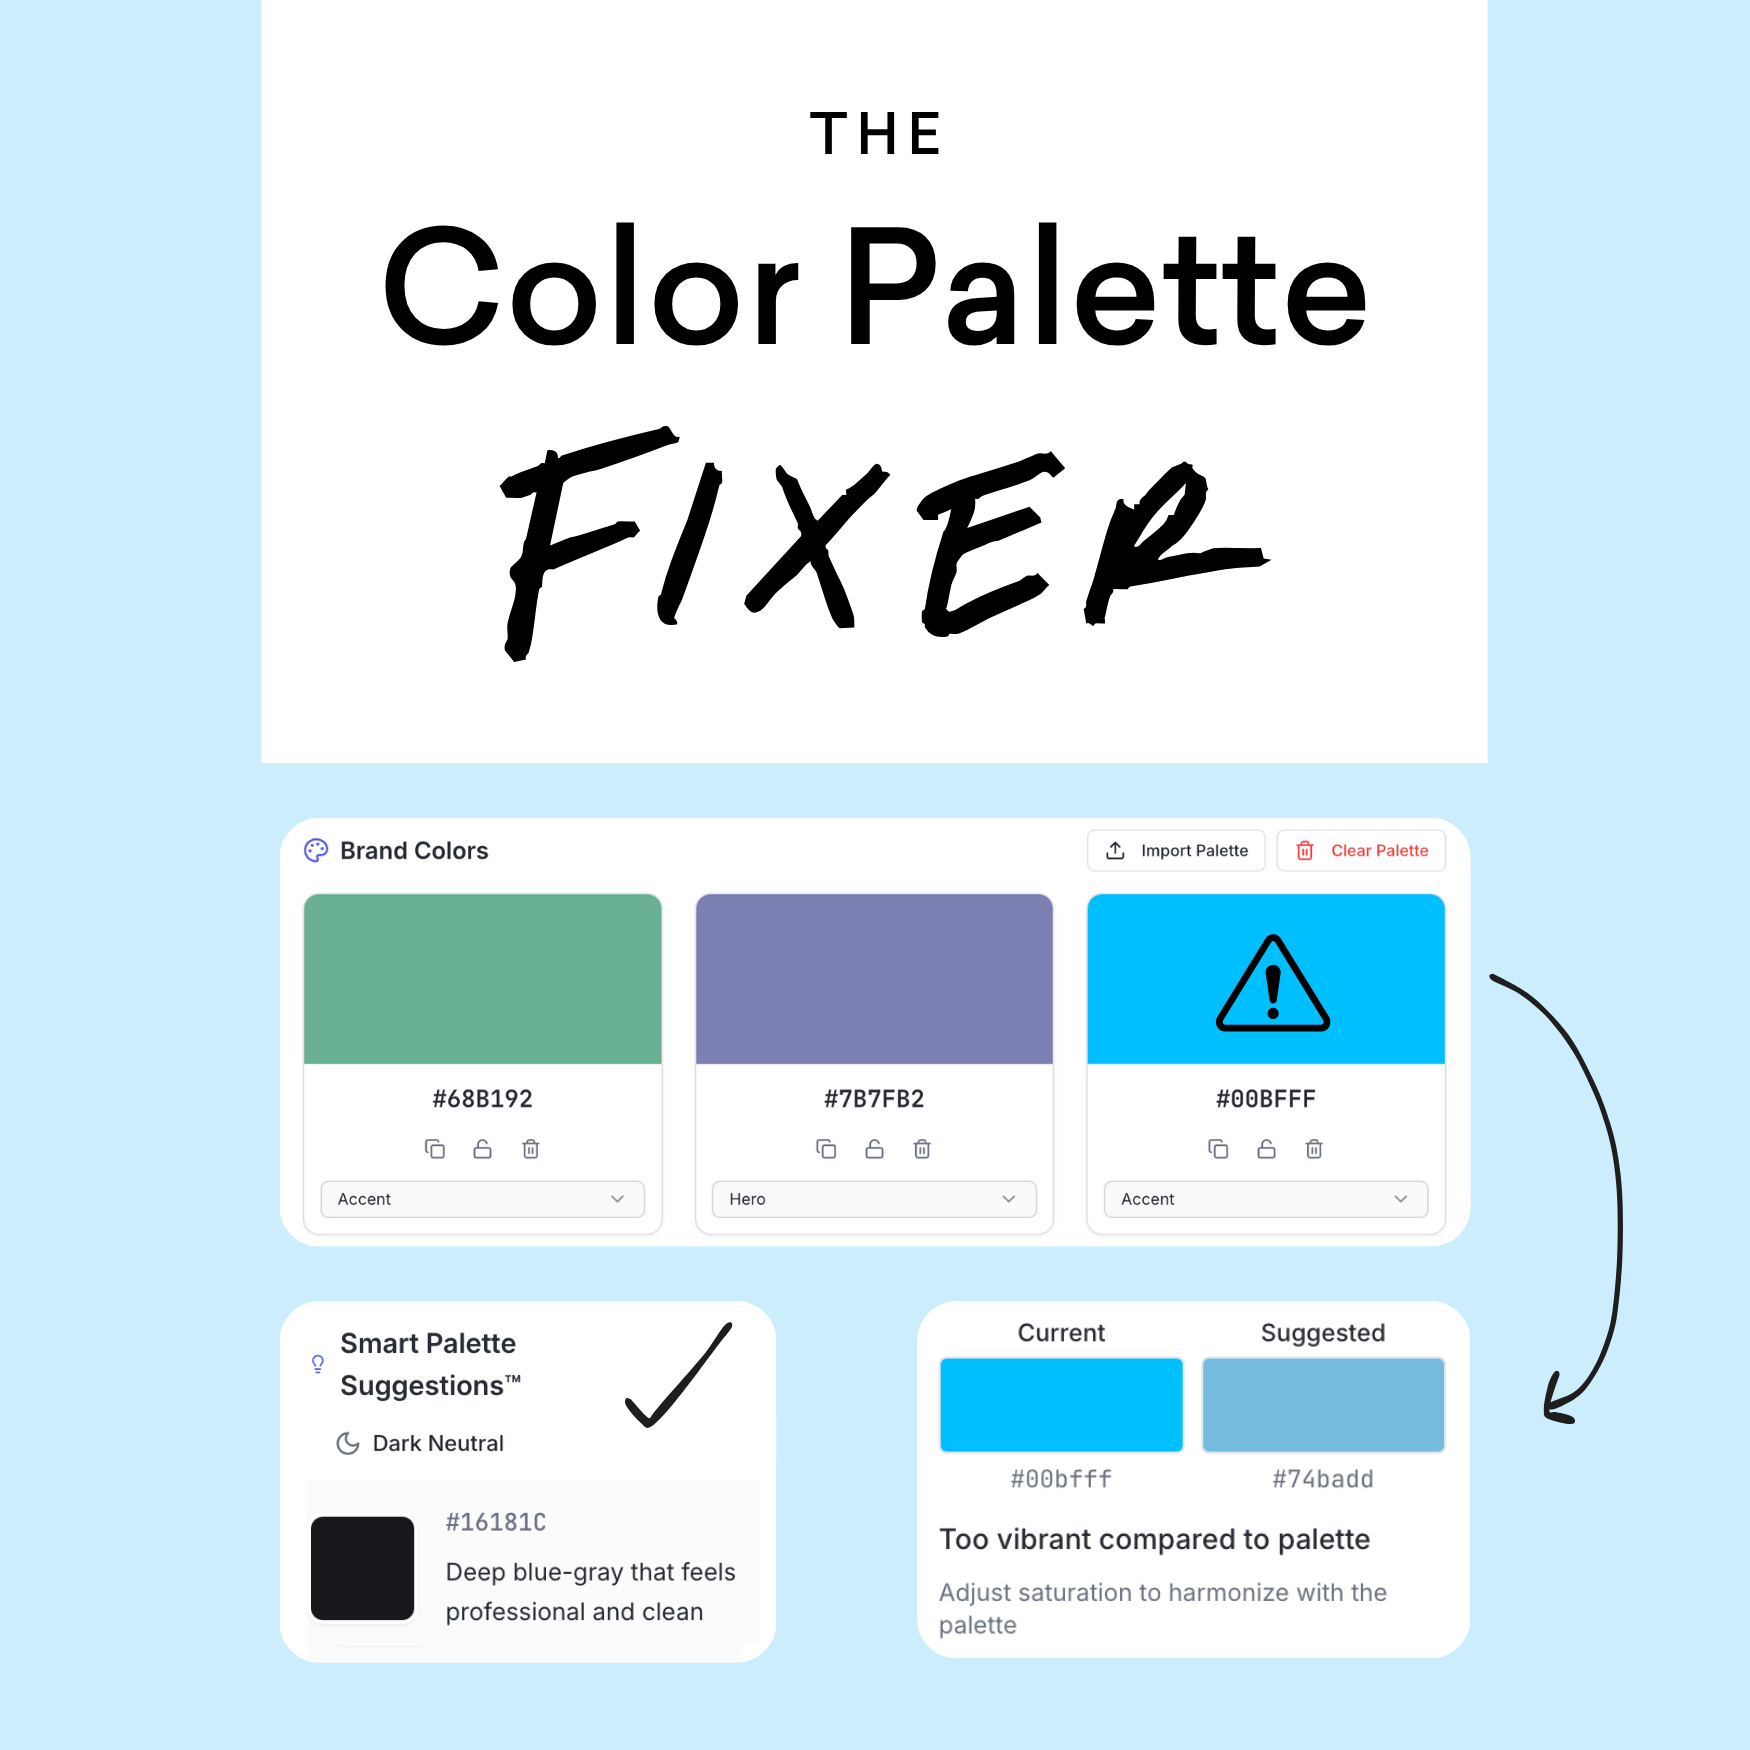 THE
Color Palette
FIXER
Brand Colors
Import Palette
Clear Palette
#68B192
#7B7FB2
#00BFFF
Accent
Hero
Accent
Smart Palette
Suggestions™
Dark Neutral
#16181C
Deep blue-gray that feels
professional and clean
Current
Suggested
#00bfff
#74badd
Too vibrant compared to palette
Adjust saturation to harmonize with the
palette